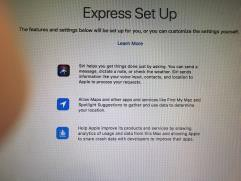 Express Set Up
The features and settings below will be set up for you, or you can customize the settings yourself.
Learn More
Siri helps you get things done just by asking. You can send a
message, dictate a note, or check the weather. Siri sends
information like your voice input, contacts, and location to
Apple to process your requests.
Allow Maps and other apps and services like Find My Mac and
Spotlight Suggestions to gather and use data to determine
your location.
Help Apple improve its products and services by sharing
analytics of usage and data from this Mac and allowing Apple
to share crash data with developers to improve their apps.